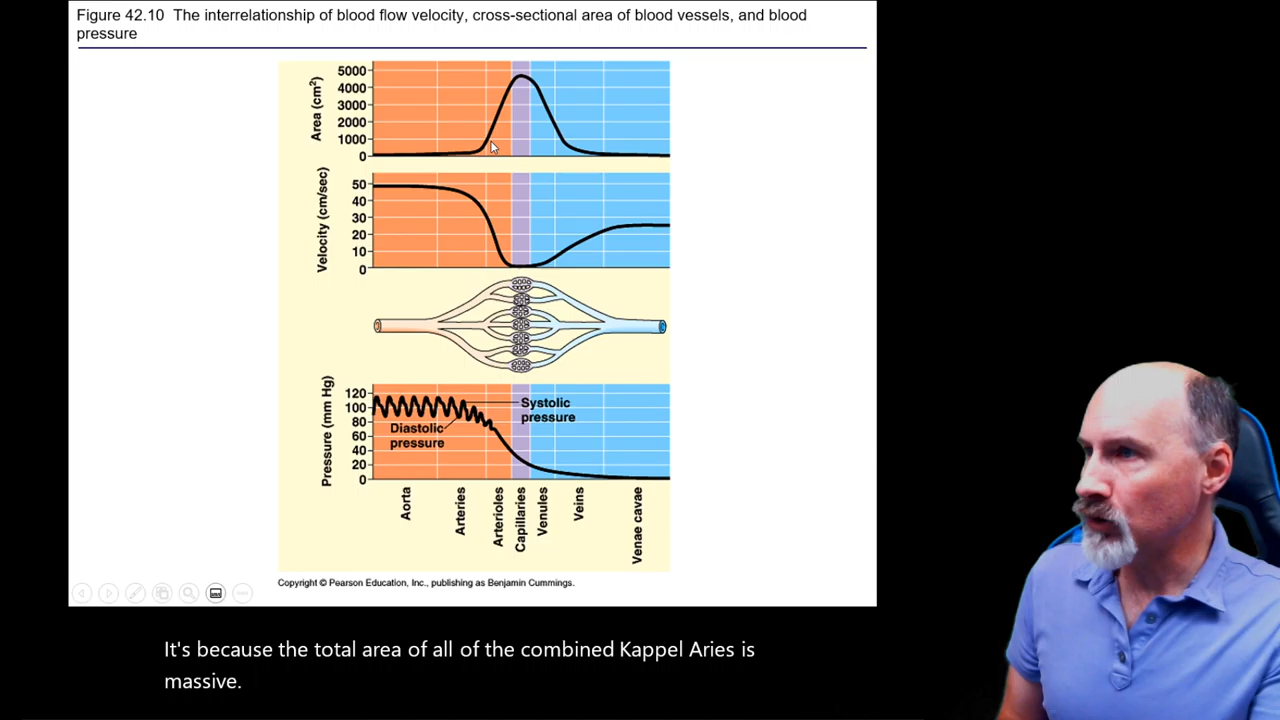 Figure 42.10 The interrelationship of blood flow velocity, cross-sectional area of blood vessels, and blood
pressure
Area (cm²)
5000
4000
3000
2000
1000
0
Velocity (cm/sec)
50
40
30
20
10
0
Pressure (mm Hg)
120
100
80
60
40
20
0
Systolic
pressure
Diastolic
pressure
Aorta
Arteries
Arterioles
Capillaries
Venules
Veins
Venae cavae
Copyright © Pearson Education, Inc., publishing as Benjamin Cummings.
It's because the total area of all of the combined Kappel Aries is
massive.